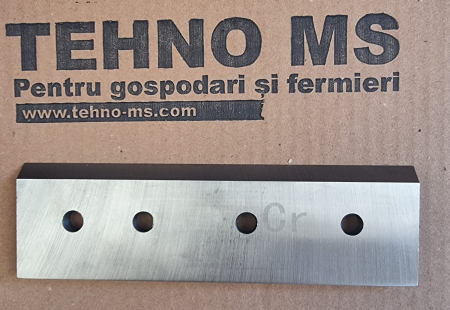 TEHNO MS
Pentru gospodari și fermieri
www.tehno-ms.com
Cr